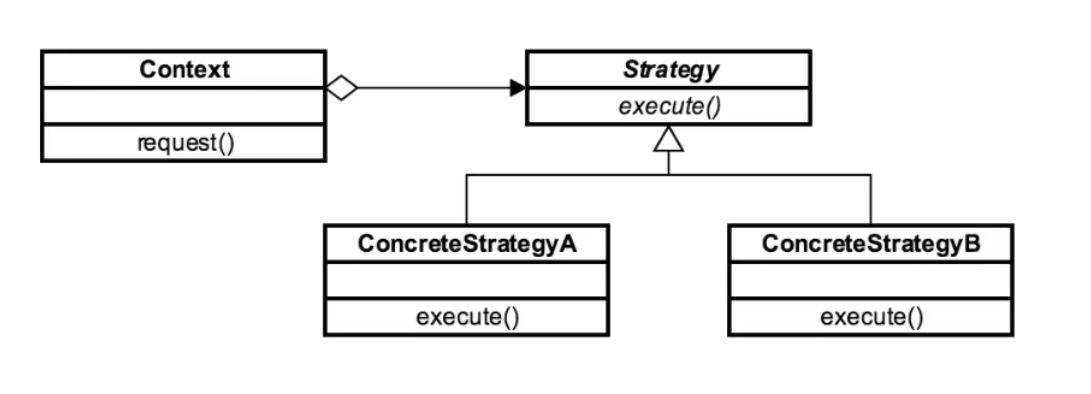 Context
request()
Strategy
execute()
ConcreteStrategyA
execute()
ConcreteStrategyB
execute()